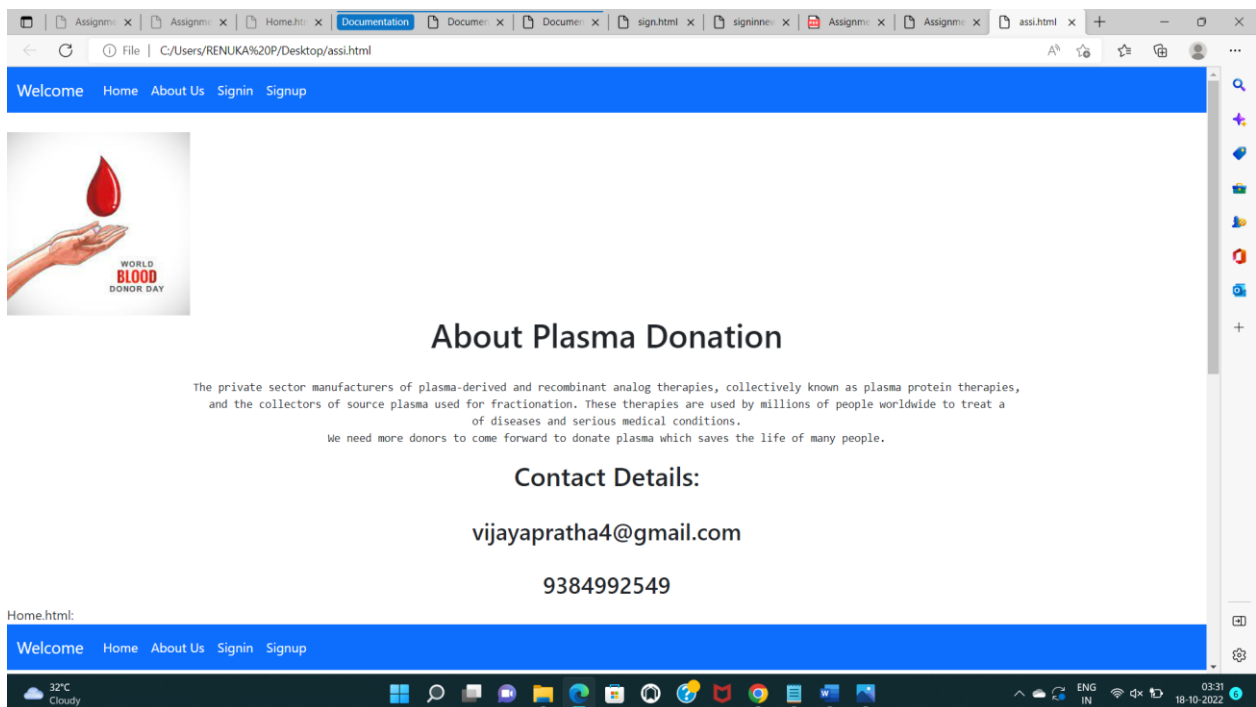 Assignme
Assignme
Home.ht
Documentation
Documen
Documen
sign.html
signinnev
Assignme
Assignme
assi.html
File | C:/Users/RENUKA%20P/Desktop/assi.html
Welcome Home About Us Signin Signup
WORLD
BLOOD
DONOR DAY
About Plasma Donation
The private sector manufacturers of plasma-derived and recombinant analog therapies, collectively known as plasma protein therapies,
and the collectors of source plasma used for fractionation. These therapies are used by millions of people worldwide to treat a
of diseases and serious medical conditions.
We need more donors to come forward to donate plasma which saves the life of many people.
Contact Details:
vijayapratha4@gmail.com
9384992549
Home.html:
Welcome Home About Us Signin Signup
32°C
Cloudy
ENG
IN
03:31
18-10-2022
6